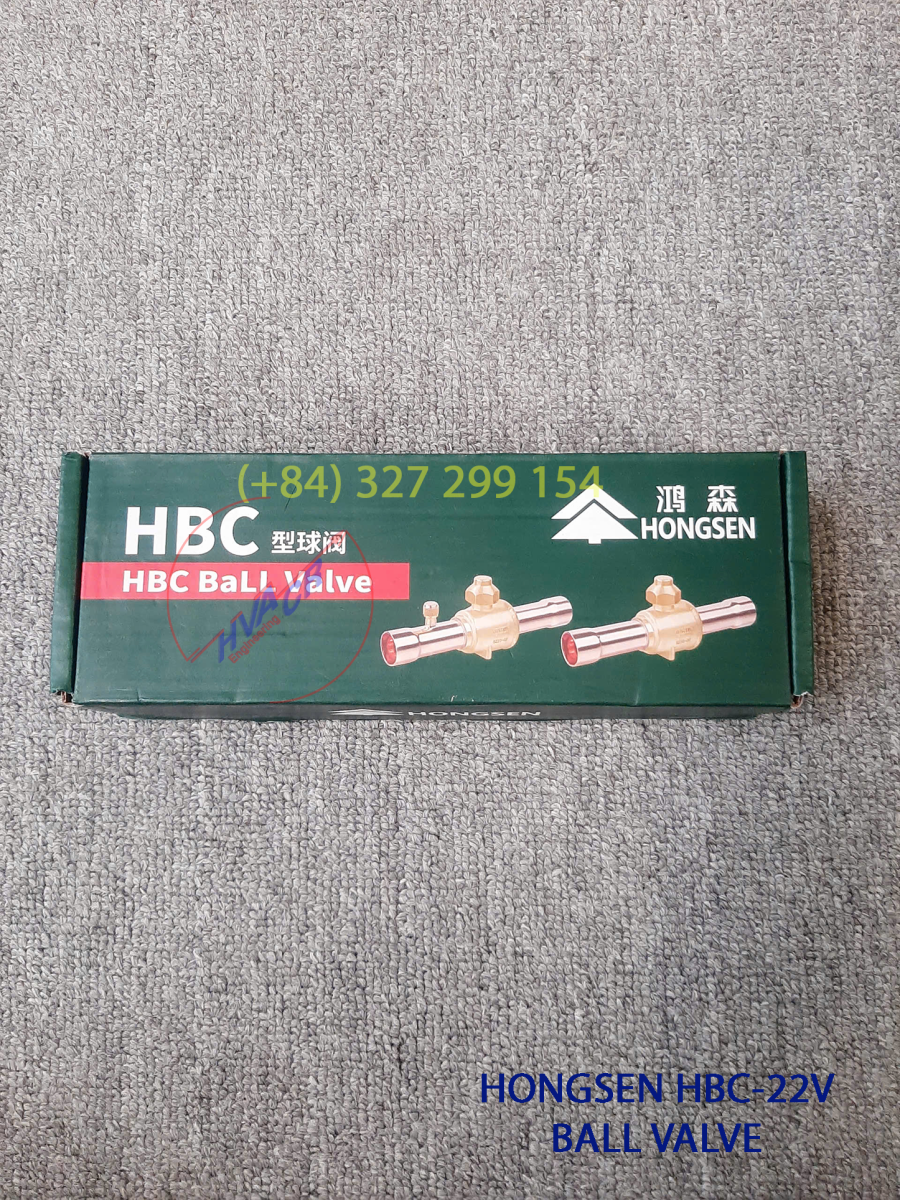 (+84) 327 299 154
HBC 型球阀
鸿森
HONGSEN
HBC BaLL Valve
HVACR
Engineering
HONGSEN
HONGSEN HBC-22V
BALL VALVE